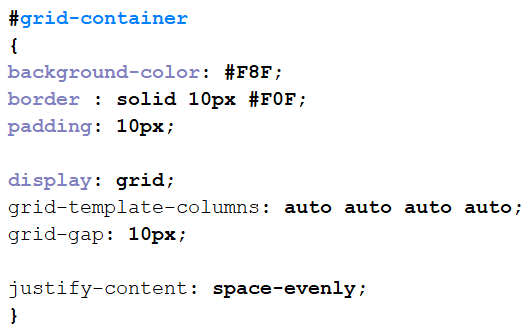 #grid-container
{
background-color: #F8F;
border : solid 10px #F0F;
padding: 10px;

display: grid;
grid-template-columns: auto auto auto auto;
grid-gap: 10px;

justify-content: space-evenly;
}